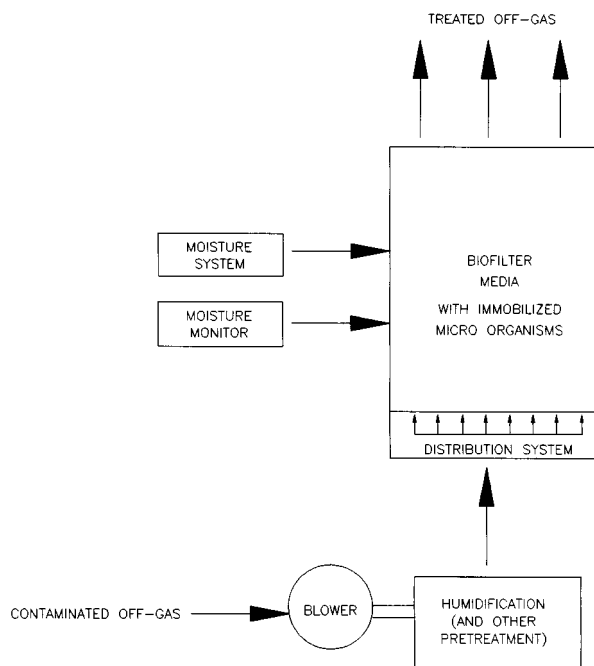 TREATED OFF-GAS
MOISTURE
SYSTEM
MOISTURE
MONITOR
BIOFILTER
MEDIA
WITH IMMOBILIZED
MICRO ORGANISMS
DISTRIBUTION SYSTEM
CONTAMINATED OFF-GAS
BLOWER
HUMIDIFICATION
(AND OTHER
PRETREATMENT)